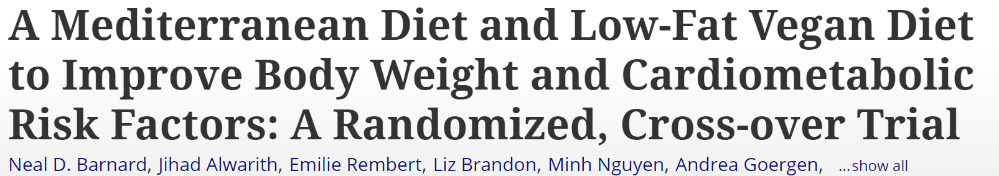 A Mediterranean Diet and Low-Fat Vegan Diet
to Improve Body Weight and Cardiometabolic
Risk Factors: A Randomized, Cross-over Trial
Neal D. Barnard, Jihad Alwarith, Emilie Rembert, Liz Brandon, Minh Nguyen, Andrea Goergen, ...show all